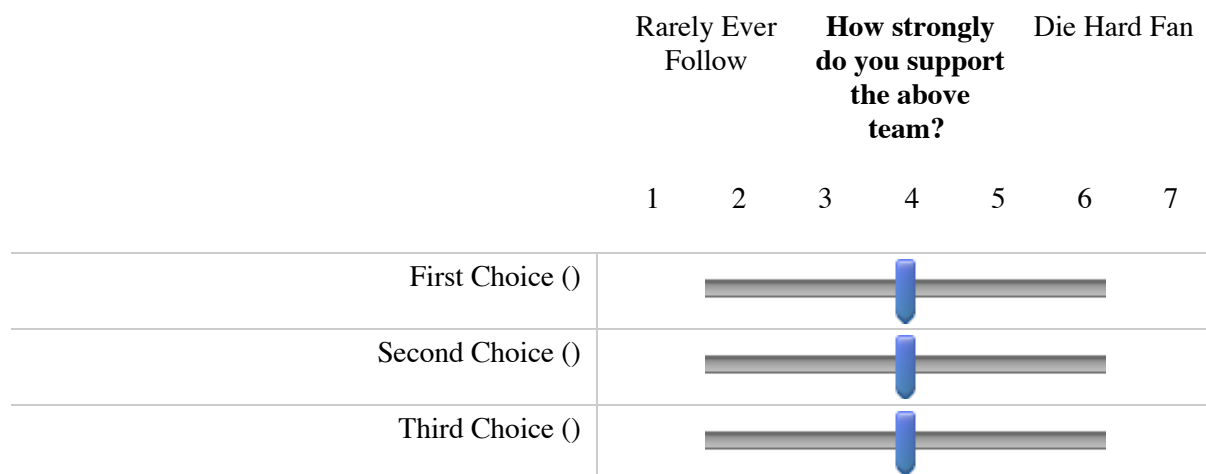 Rarely Ever Follow
How strongly do you support the above team?
Die Hard Fan
1 2 3 4 5 6 7
First Choice ()
Second Choice ()
Third Choice ()